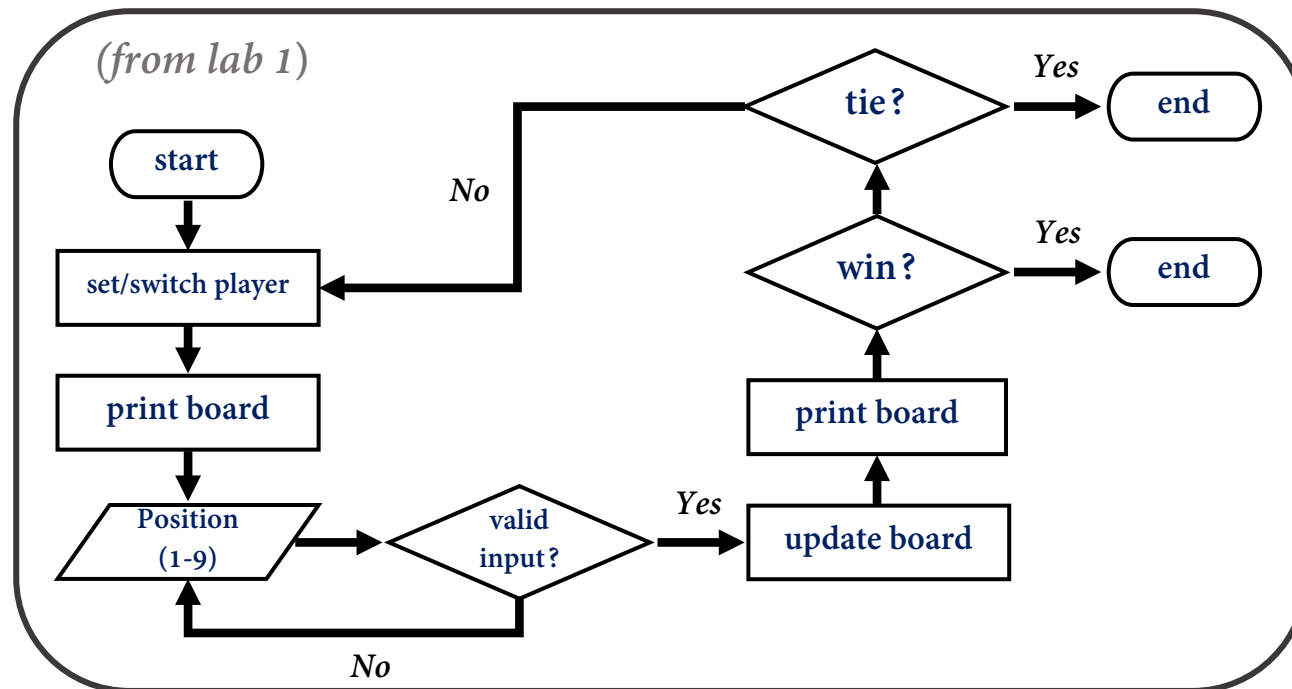 (from lab 1)
start
set/switch player
print board
Position
(1-9)
valid
input?
No
Yes
update board
print board
win?
Yes
end
tie?
Yes
end
No